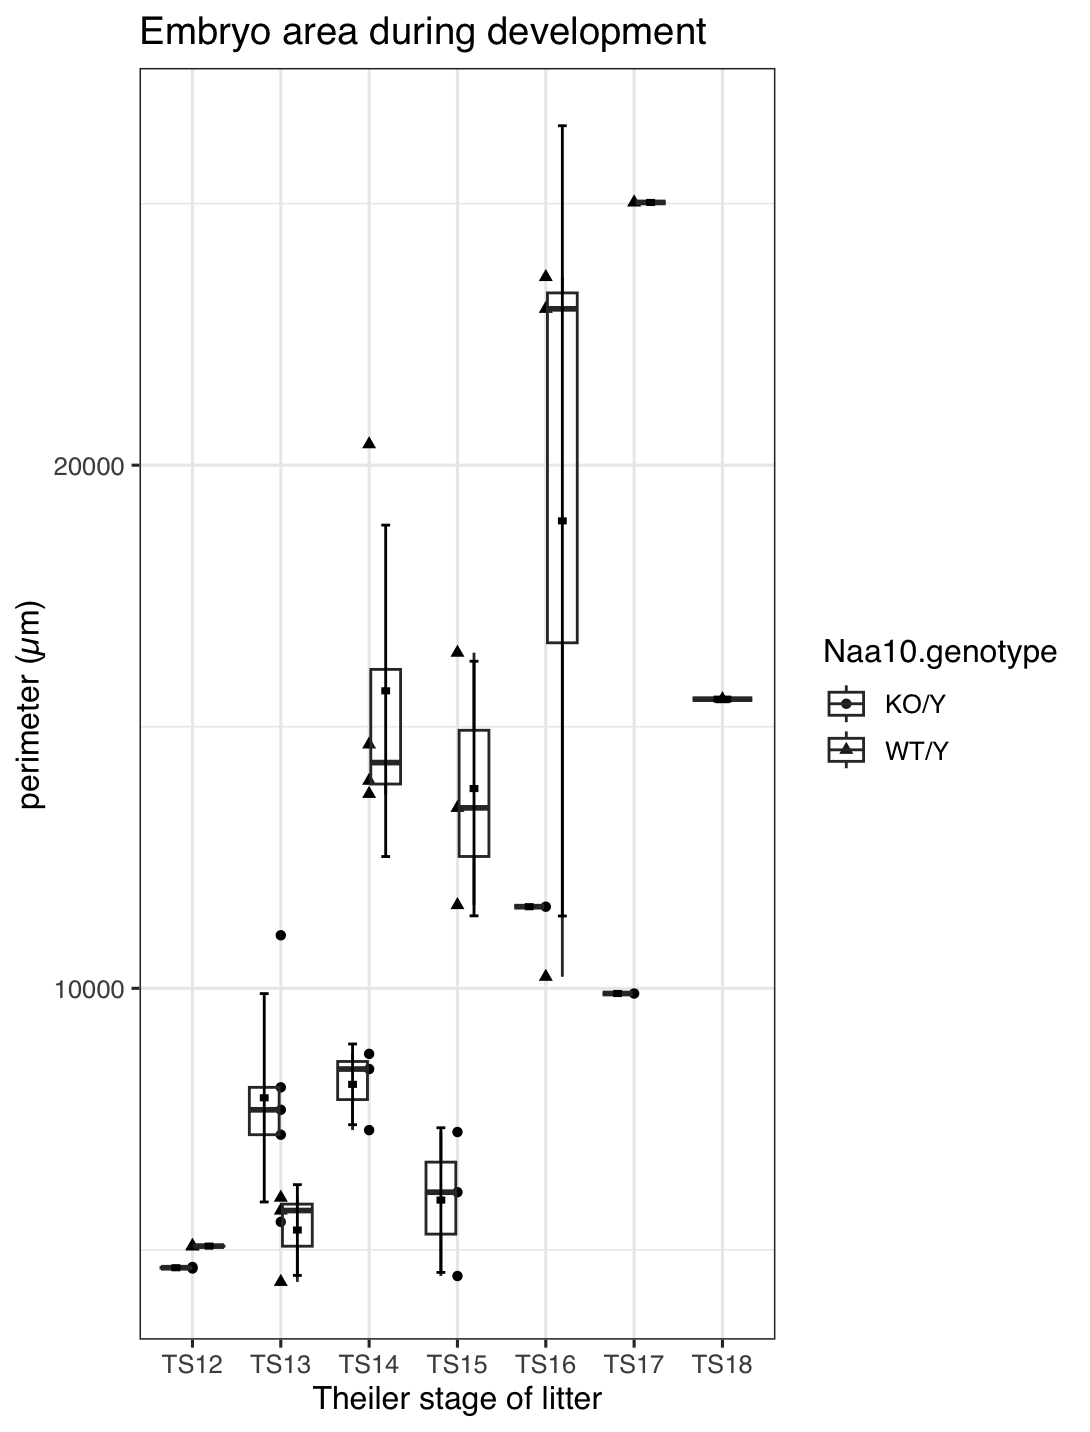 Embryo area during development
perimeter (µm)
20000
10000
TS12 TS13 TS14 TS15 TS16 TS17 TS18
Theiler stage of litter
Naa10.genotype
KO/Y
WT/Y